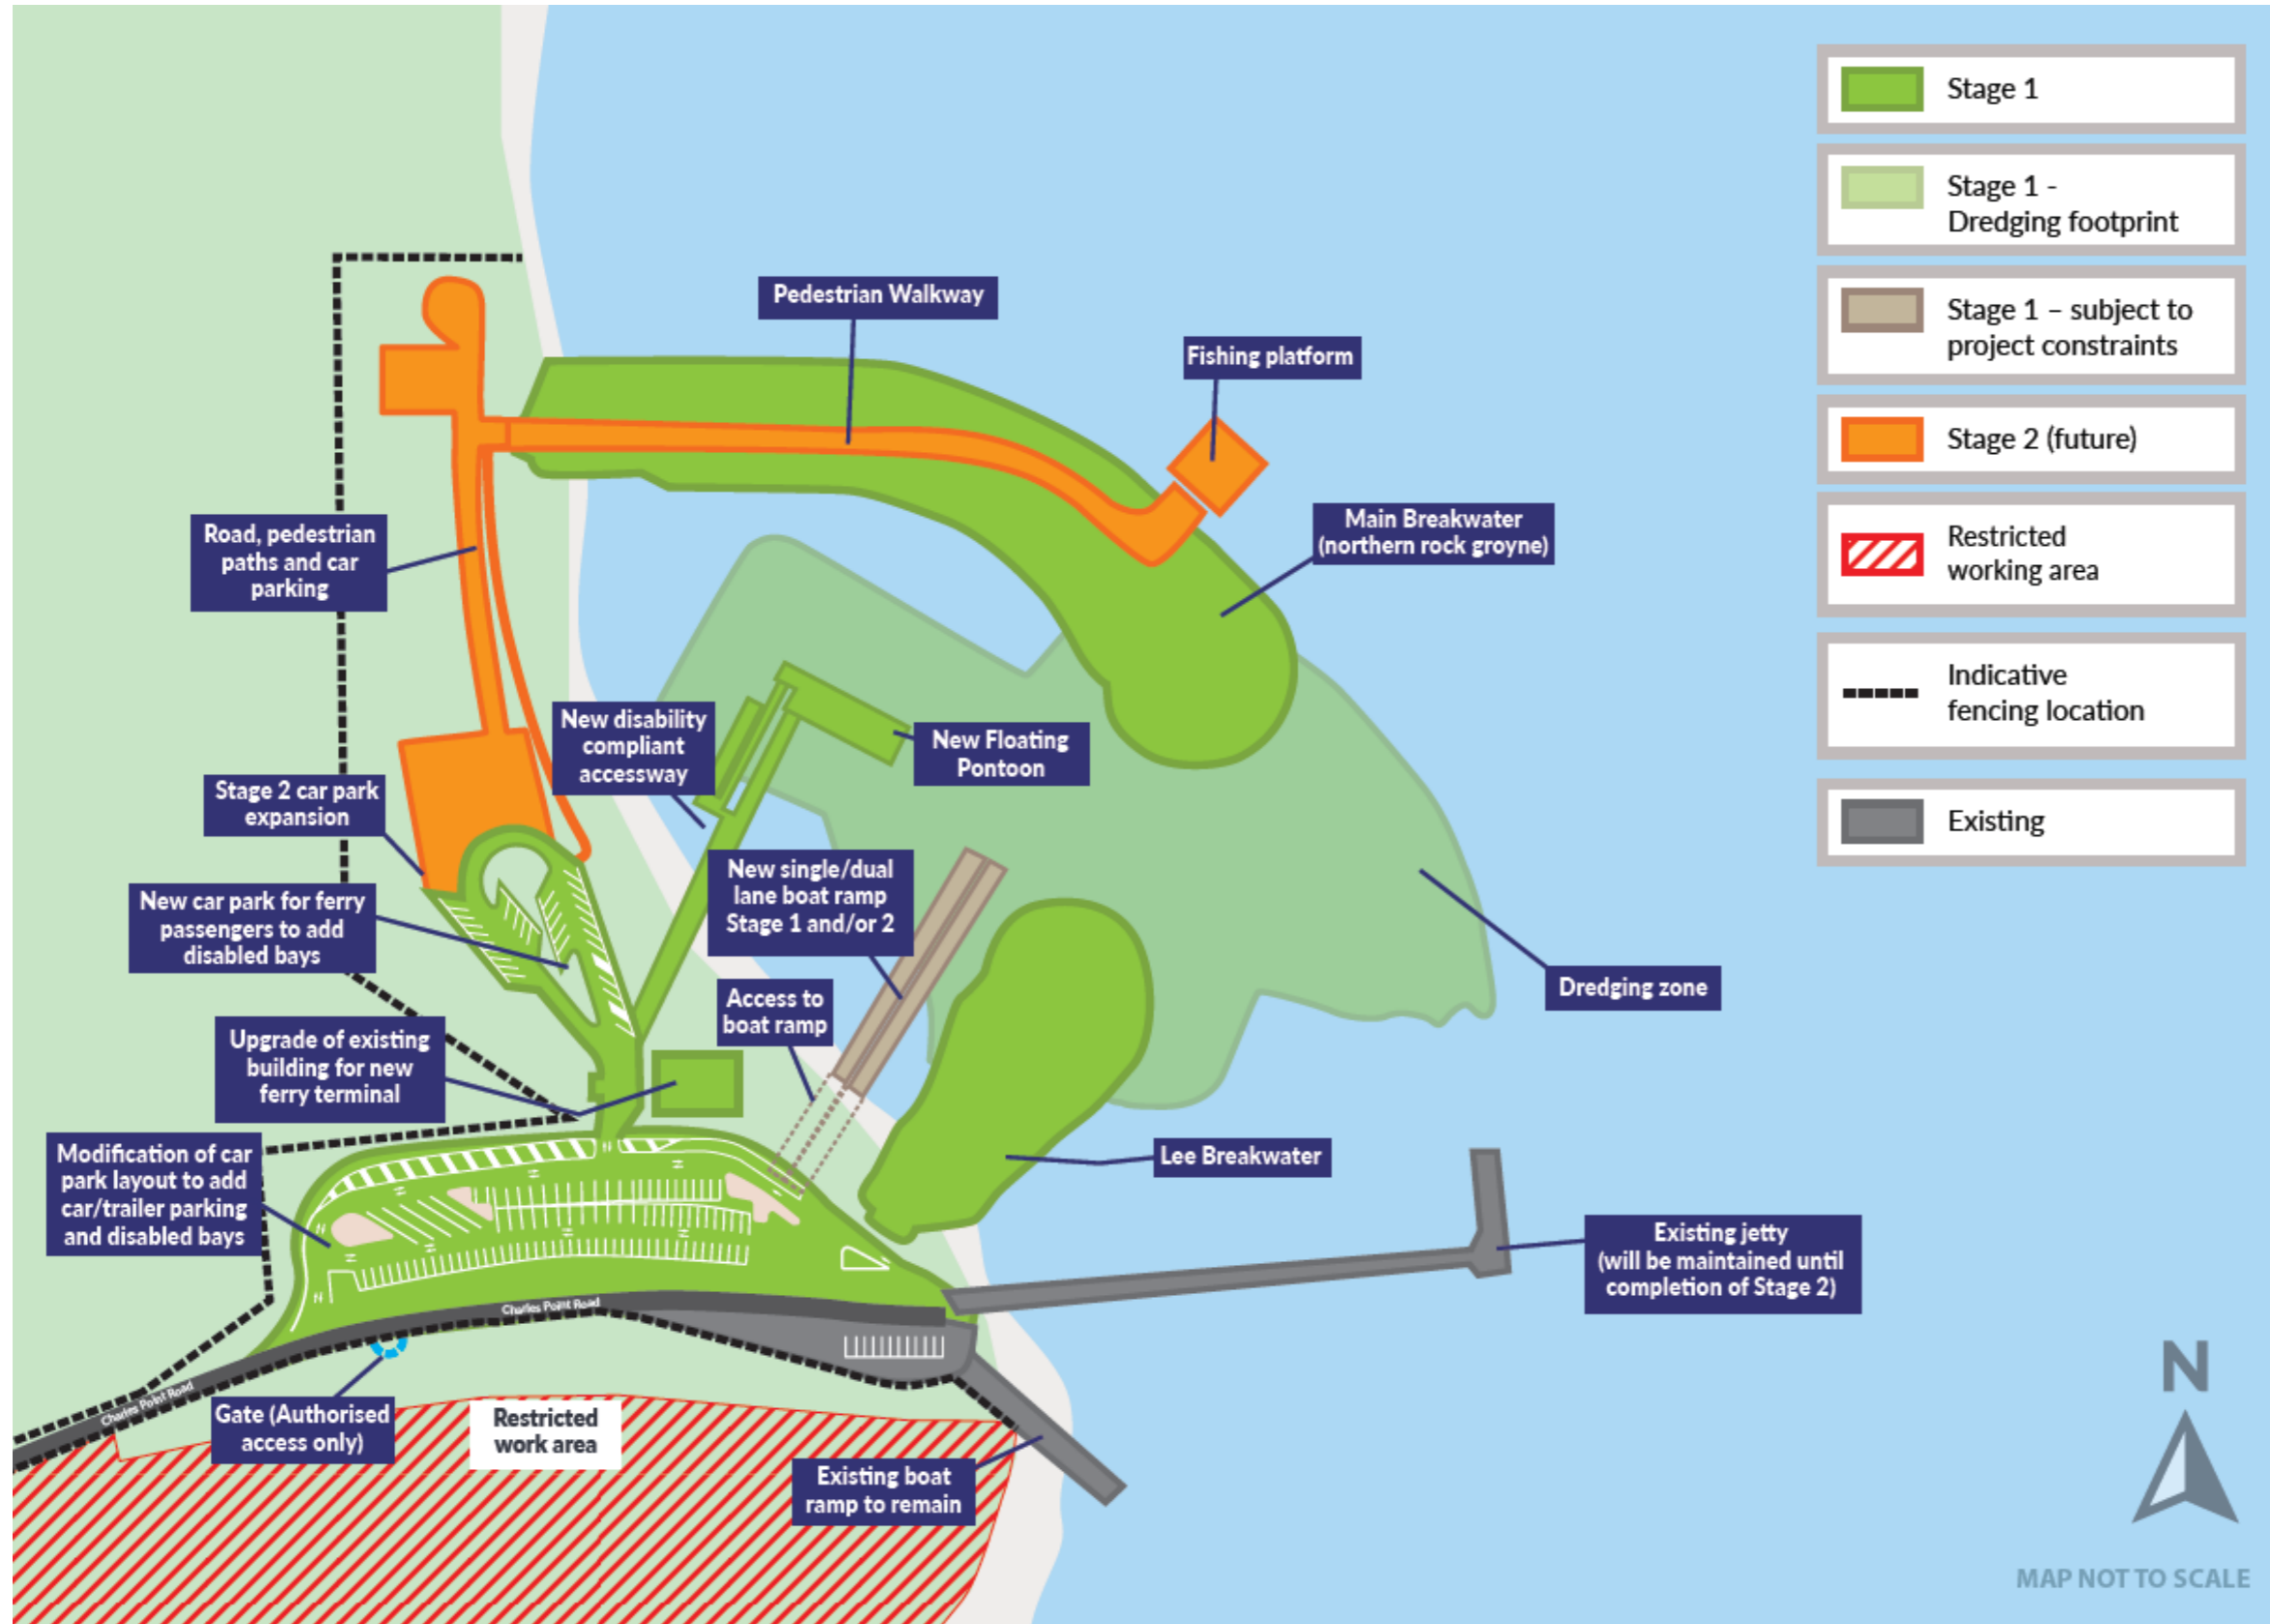 Stage 1
Stage 1 -
Dredging footprint
Stage 1 – subject to
project constraints
Stage 2 (future)
Restricted
working area
Indicative
fencing location
Existing
Pedestrian Walkway
Fishing platform
Main Breakwater
(northern rock groyne)
Road, pedestrian
paths and car
parking
New disability
compliant
accessway
New Floating
Pontoon
Stage 2 car park
expansion
New single/dual
lane boat ramp
Stage 1 and/or 2
New car park for ferry
passengers to add
disabled bays
Dredging zone
Access to
boat ramp
Upgrade of existing
building for new
ferry terminal
Lee Breakwater
Modification of car
park layout to add
car/trailer parking
and disabled bays
Existing jetty
(will be maintained until
completion of Stage 2)
Charles Point Road
Charles Point Road
Gate (Authorised
access only)
Restricted
work area
Existing boat
ramp to remain
N
MAP NOT TO SCALE